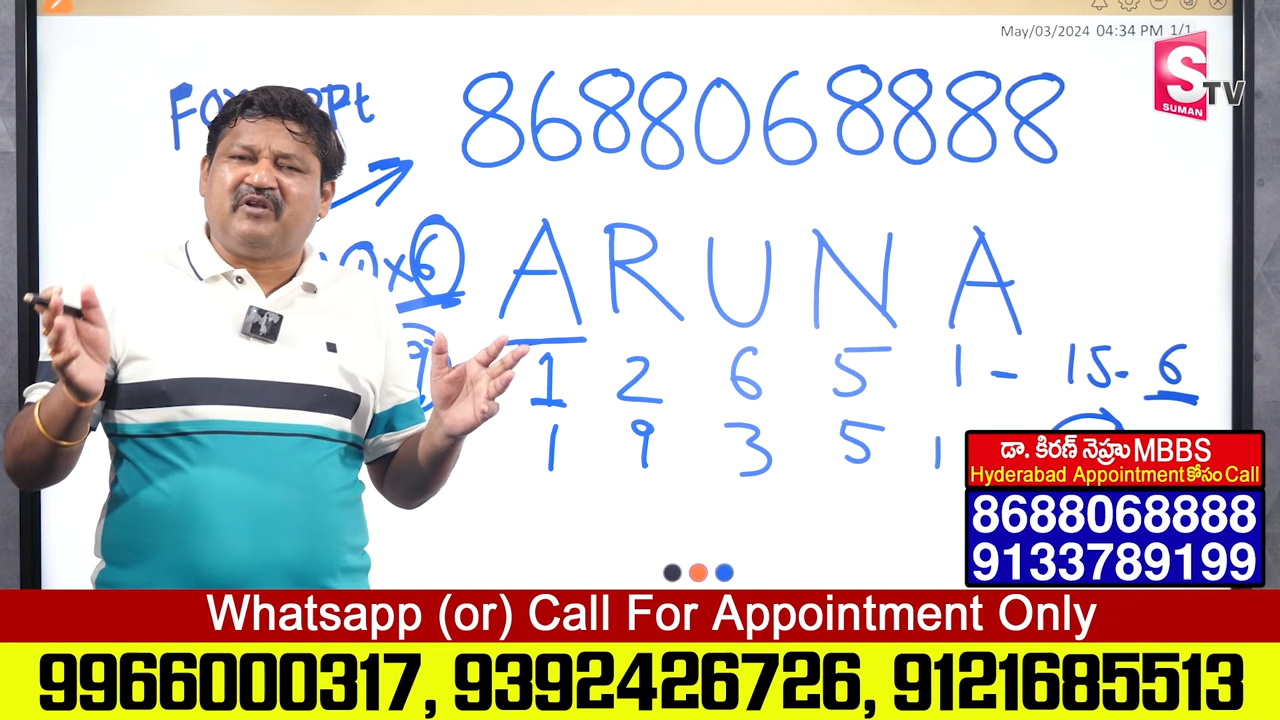 May/03/2024 04:34 PM 1/1
S TV
SUMAN
8688068888
×6
ARUNA
1 2 6 5 1 - 15 - 6
1 9 3 5 1
డా. కిరణ్ నెహ్రు MBBS
Hyderabad Appointment కోసం Call
8688068888
9133789199
Whatsapp (or) Call For Appointment Only
9966000317, 9392426726, 9121685513